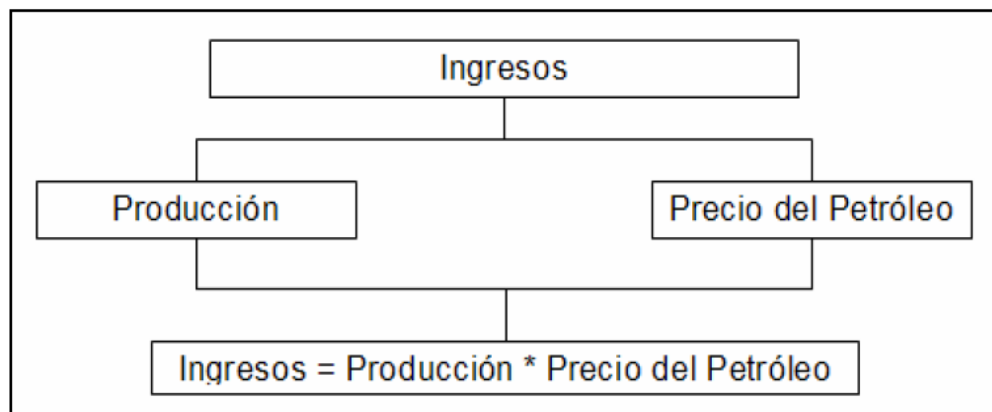 Ingresos
Producción
Precio del Petróleo
Ingresos = Producción * Precio del Petróleo